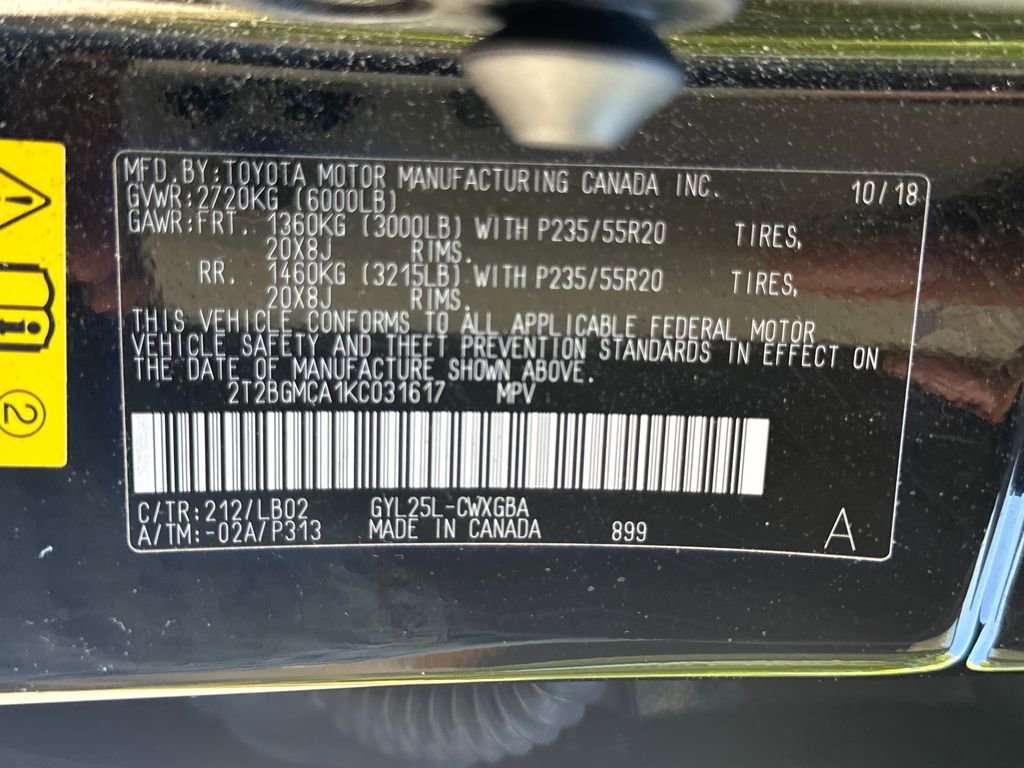 MFD.BY:TOYOTA MOTOR MANUFACTURING CANADA INC. 10/18
GVWR:2720KG (6000LB)
GAWR:FRT. 1360KG (3000LB) WITH P235/55R20 TIRES,
20X8J RIMS.
RR. 1460KG (3215LB) WITH P235/55R20 TIRES,
20X8J RIMS.
THIS VEHICLE CONFORMS TO ALL APPLICABLE FEDERAL MOTOR
VEHICLE SAFETY AND THEFT PREVENTION STANDARDS IN EFFECT ON
THE DATE OF MANUFACTURE SHOWN ABOVE.
2T2BGMCA1KC031617 MPV
C/TR:212/LB02 GYL25L-CWXGBA
A/TM:-02A/P313 MADE IN CANADA 899 A
2